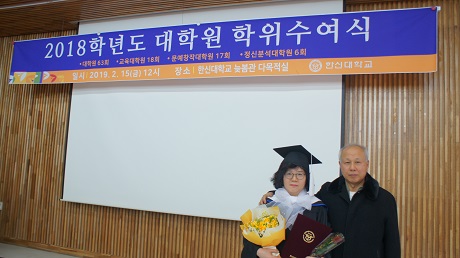 2018학년도 대학원 학위수여식
• 대학원 63회 • 교육대학원 18회 • 문예창작대학원 17회 • 정신분석대학원 6회
일시 : 2019. 2. 15(금) 12시 장소 : 한신대학교 늦봄관 다목적실 한신대학교